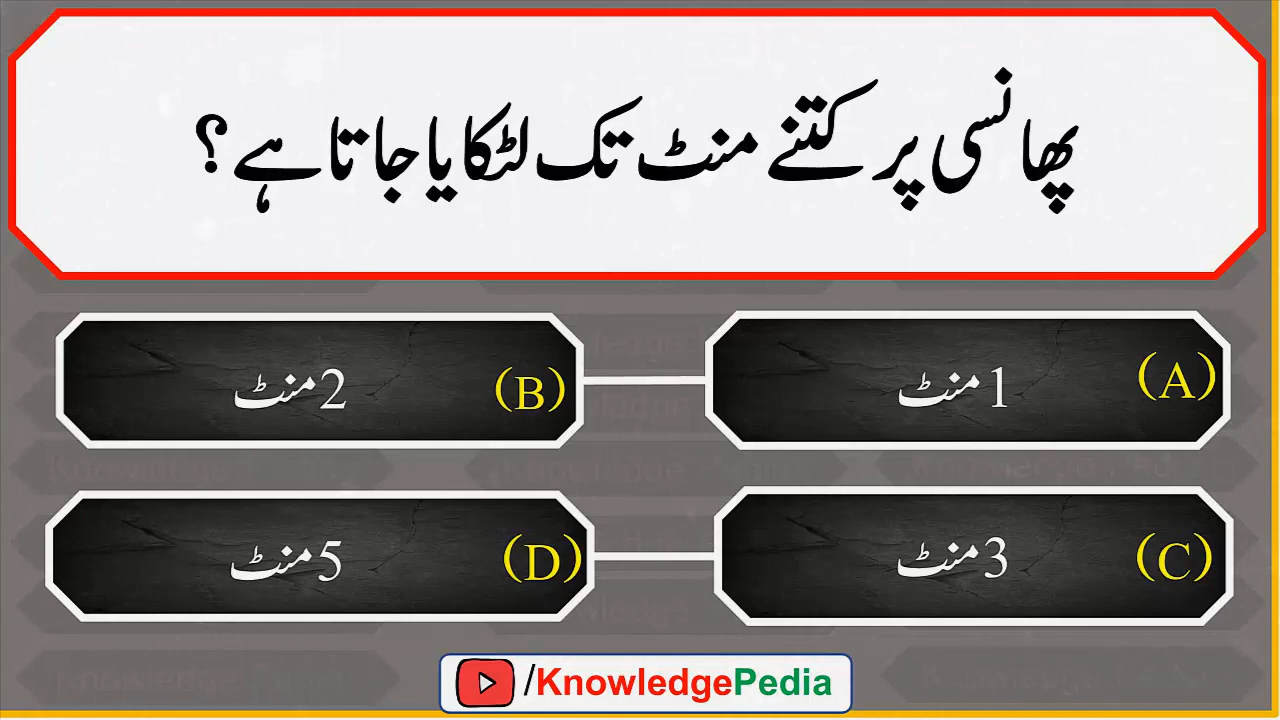 پھانسی پر کتنے منٹ تک لٹکایا جاتا ہے؟
(A) 1 منٹ
(B) 2 منٹ
(C) 3 منٹ
(D) 5 منٹ
/KnowledgePedia